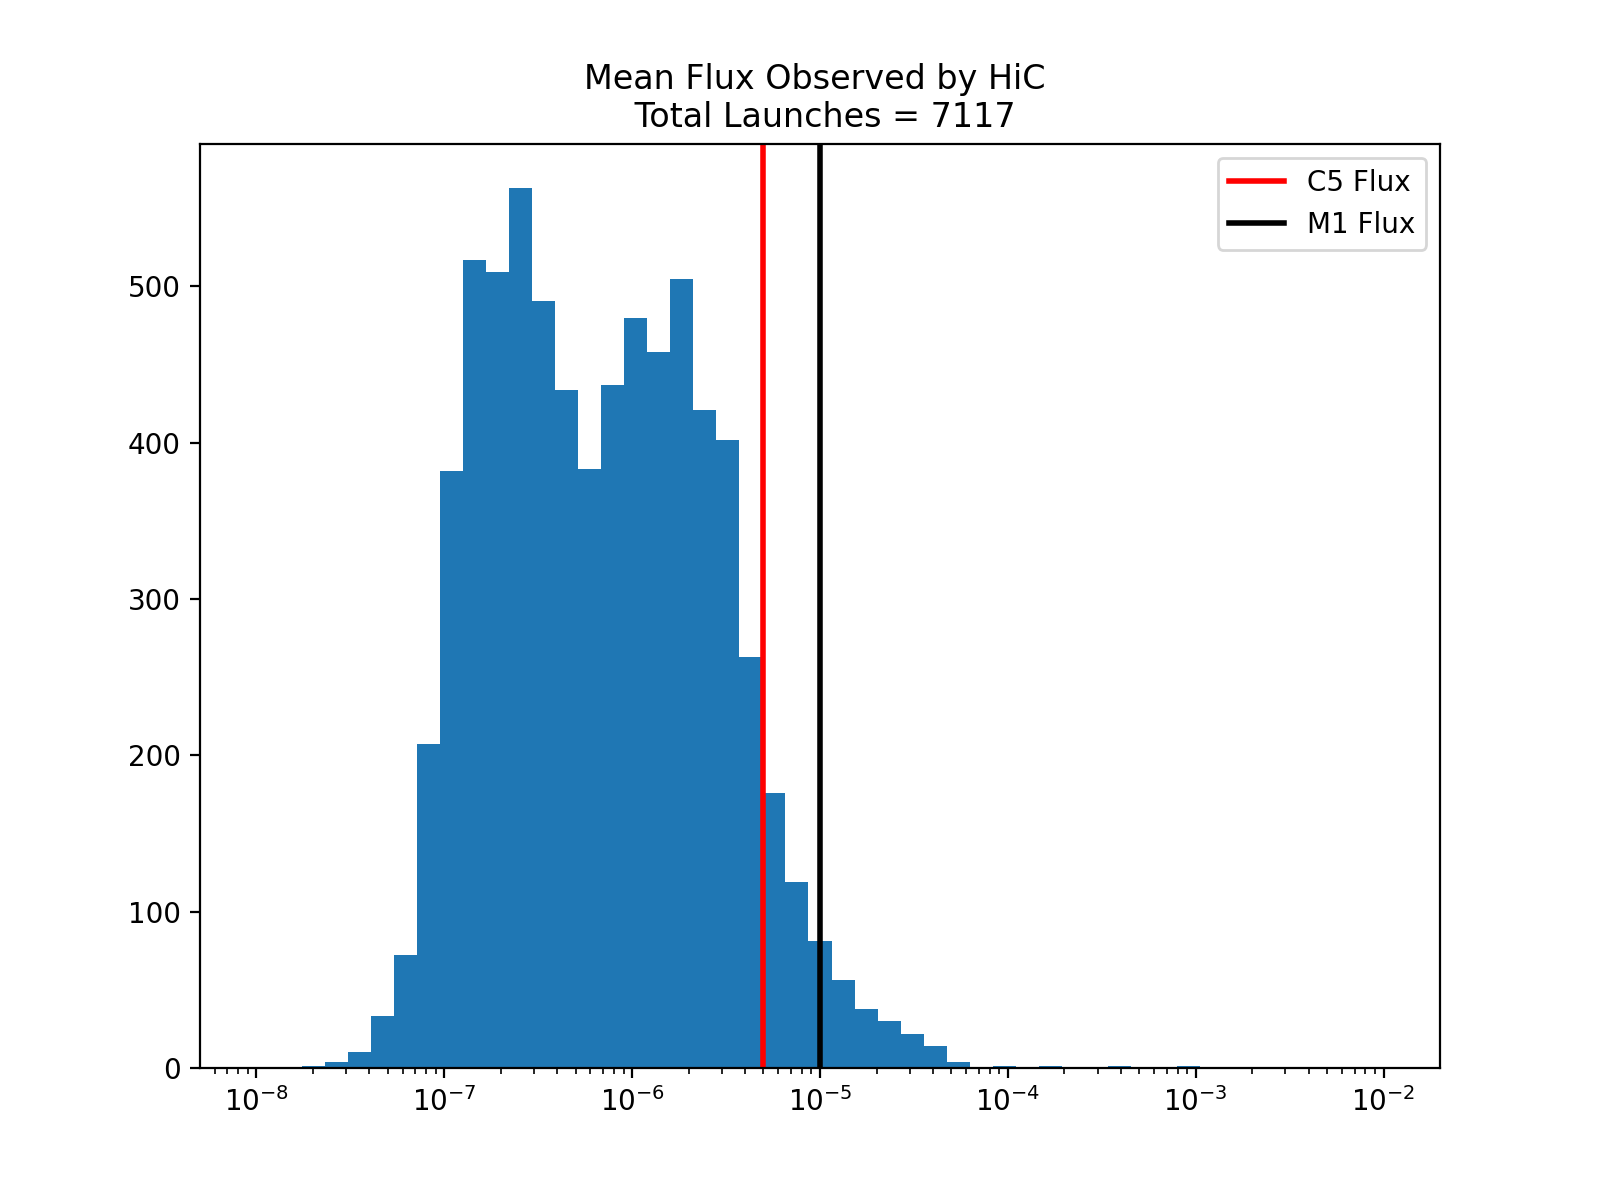 Mean Flux Observed by HiC
Total Launches = 7117
C5 Flux
M1 Flux
500
400
300
200
100
0
10⁻⁸ 10⁻⁷ 10⁻⁶ 10⁻⁵ 10⁻⁴ 10⁻³ 10⁻²